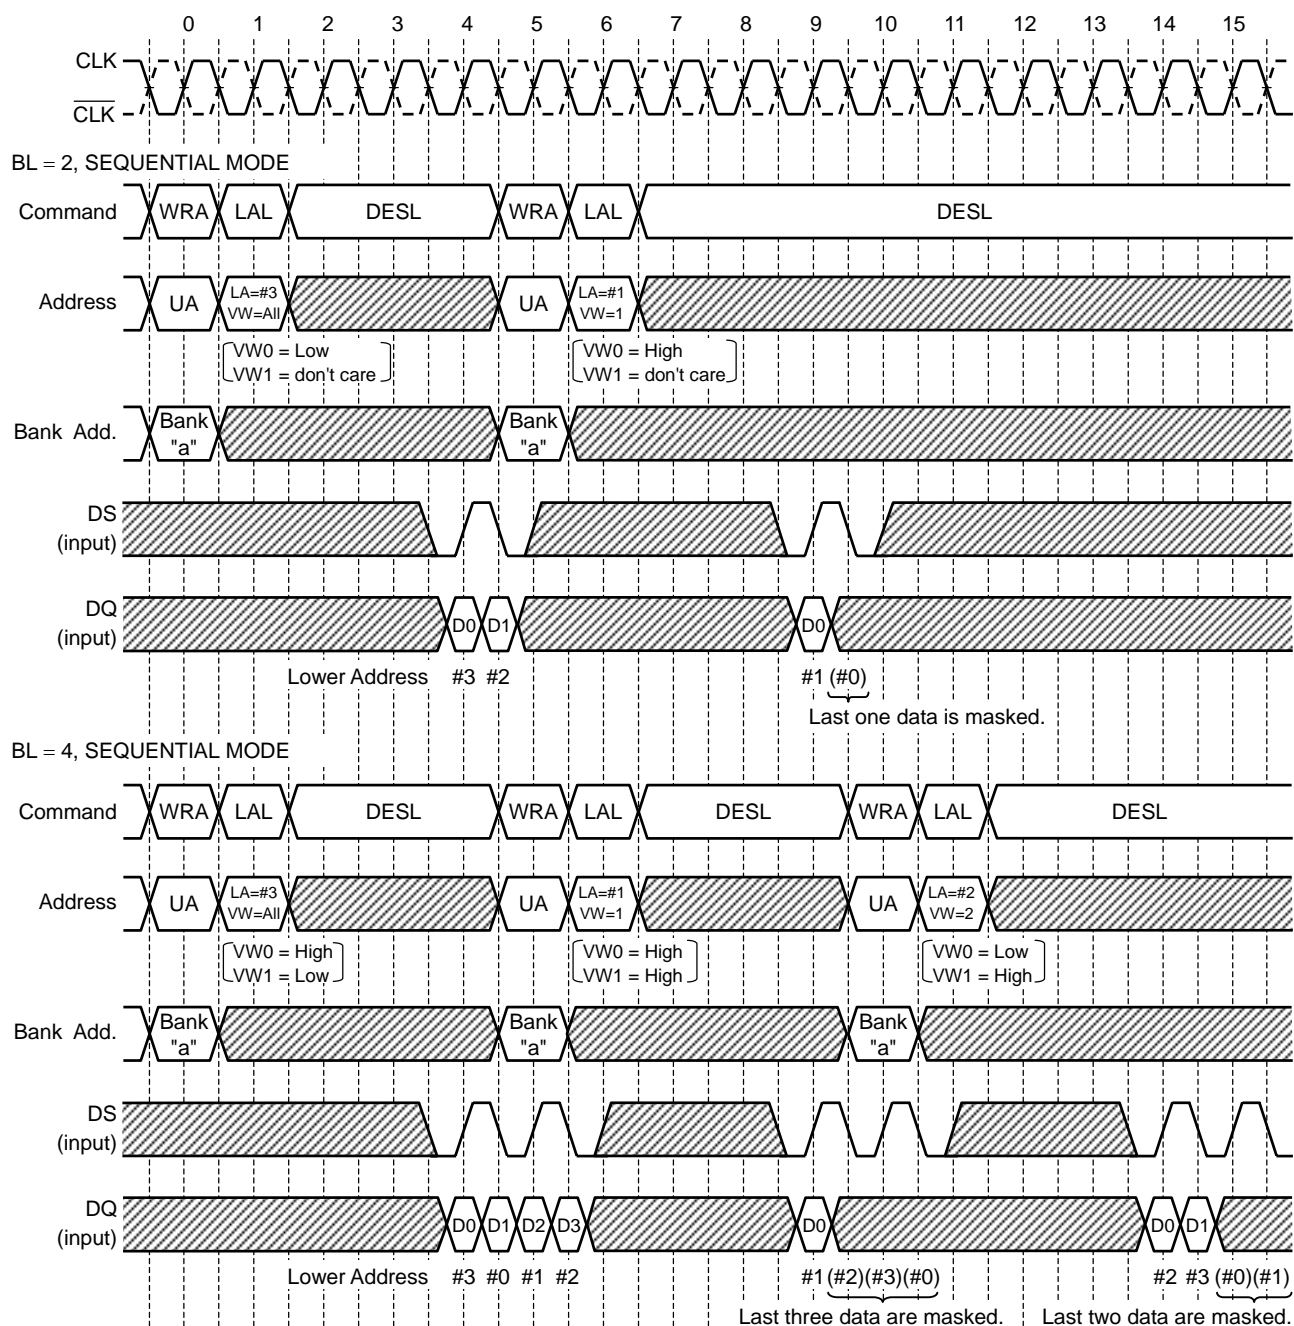 0 1 2 3 4 5 6 7 8 9 10 11 12 13 14 15
CLK
CLK
BL = 2, SEQUENTIAL MODE
Command WRA LAL DESL WRA LAL DESL
Address UA LA=#3 VW=All UA LA=#1 VW=1
VW0 = Low VW0 = High
VW1 = don't care VW1 = don't care
Bank Add. Bank "a" Bank "a"
DS
(input)
DQ
(input) D0 D1 D0
Lower Address #3 #2 #1 (#0)
Last one data is masked.
BL = 4, SEQUENTIAL MODE
Command WRA LAL DESL WRA LAL DESL WRA LAL DESL
Address UA LA=#3 VW=All UA LA=#1 VW=1 UA LA=#2 VW=2
VW0 = High VW0 = High VW0 = Low
VW1 = Low VW1 = High VW1 = High
Bank Add. Bank "a" Bank "a" Bank "a"
DS
(input)
DQ
(input) D0 D1 D2 D3 D0 D0 D1
Lower Address #3 #0 #1 #2 #1 (#2)(#3)(#0) #2 #3 (#0)(#1)
Last three data are masked. Last two data are masked.